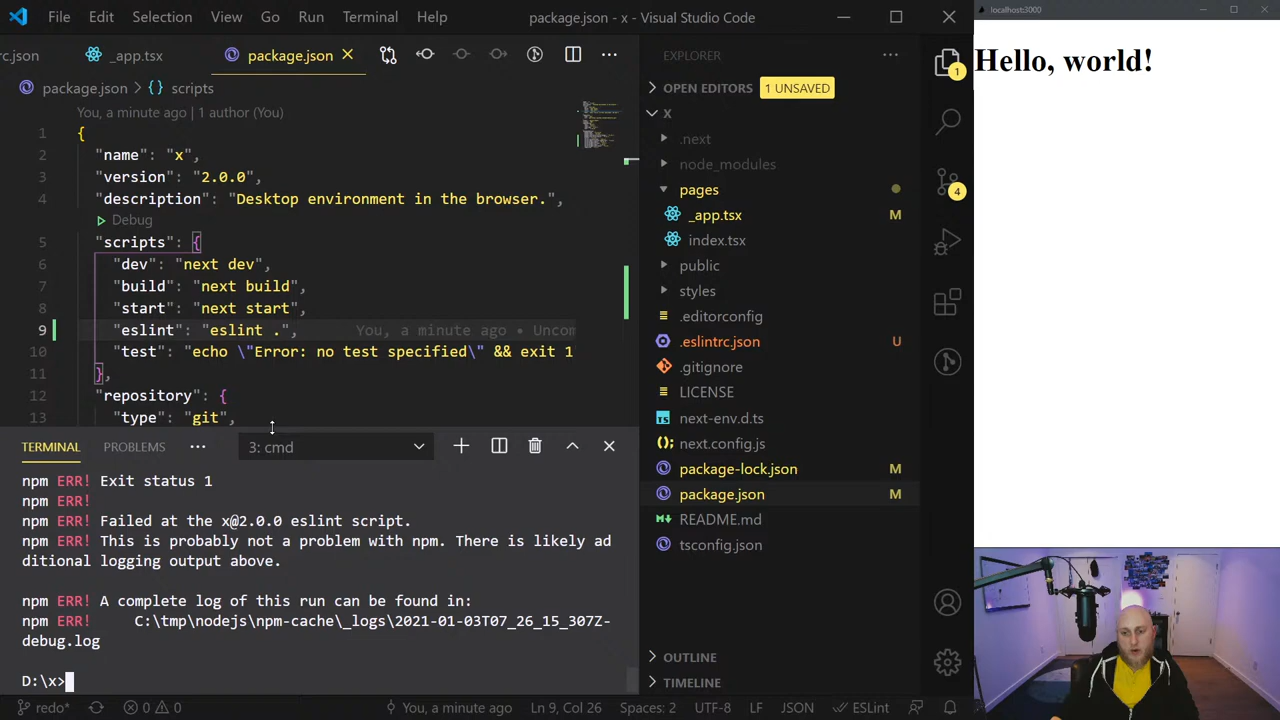 File Edit Selection View Go Run Terminal Help package.json - x - Visual Studio Code
localhost:3000
rc.json _app.tsx package.json
package.json > {} scripts
You, a minute ago | 1 author (You)
1 {
2 "name": "x",
3 "version": "2.0.0",
4 "description": "Desktop environment in the browser.",
Debug
5 "scripts": {
6 "dev": "next dev",
7 "build": "next build",
8 "start": "next start",
9 "eslint": "eslint .", You, a minute ago • Uncom
10 "test": "echo \"Error: no test specified\" && exit 1
11 },
12 "repository": {
13 "type": "git",
TERMINAL PROBLEMS ... 3: cmd
npm ERR! Exit status 1
npm ERR!
npm ERR! Failed at the x@2.0.0 eslint script.
npm ERR! This is probably not a problem with npm. There is likely ad
ditional logging output above.
npm ERR! A complete log of this run can be found in:
npm ERR! C:\tmp\nodejs\npm-cache\_logs\2021-01-03T07_26_15_307Z-
debug.log
D:\x>
EXPLORER
OPEN EDITORS 1 UNSAVED
X
.next
node_modules
pages
_app.tsx M
index.tsx
public
styles
.editorconfig
.eslintrc.json U
.gitignore
LICENSE
next-env.d.ts
next.config.js
package-lock.json M
package.json M
README.md
tsconfig.json
OUTLINE
TIMELINE
1
4
Hello, world!
redo* 0 0 You, a minute ago Ln 9, Col 26 Spaces: 2 UTF-8 LF JSON ESLint